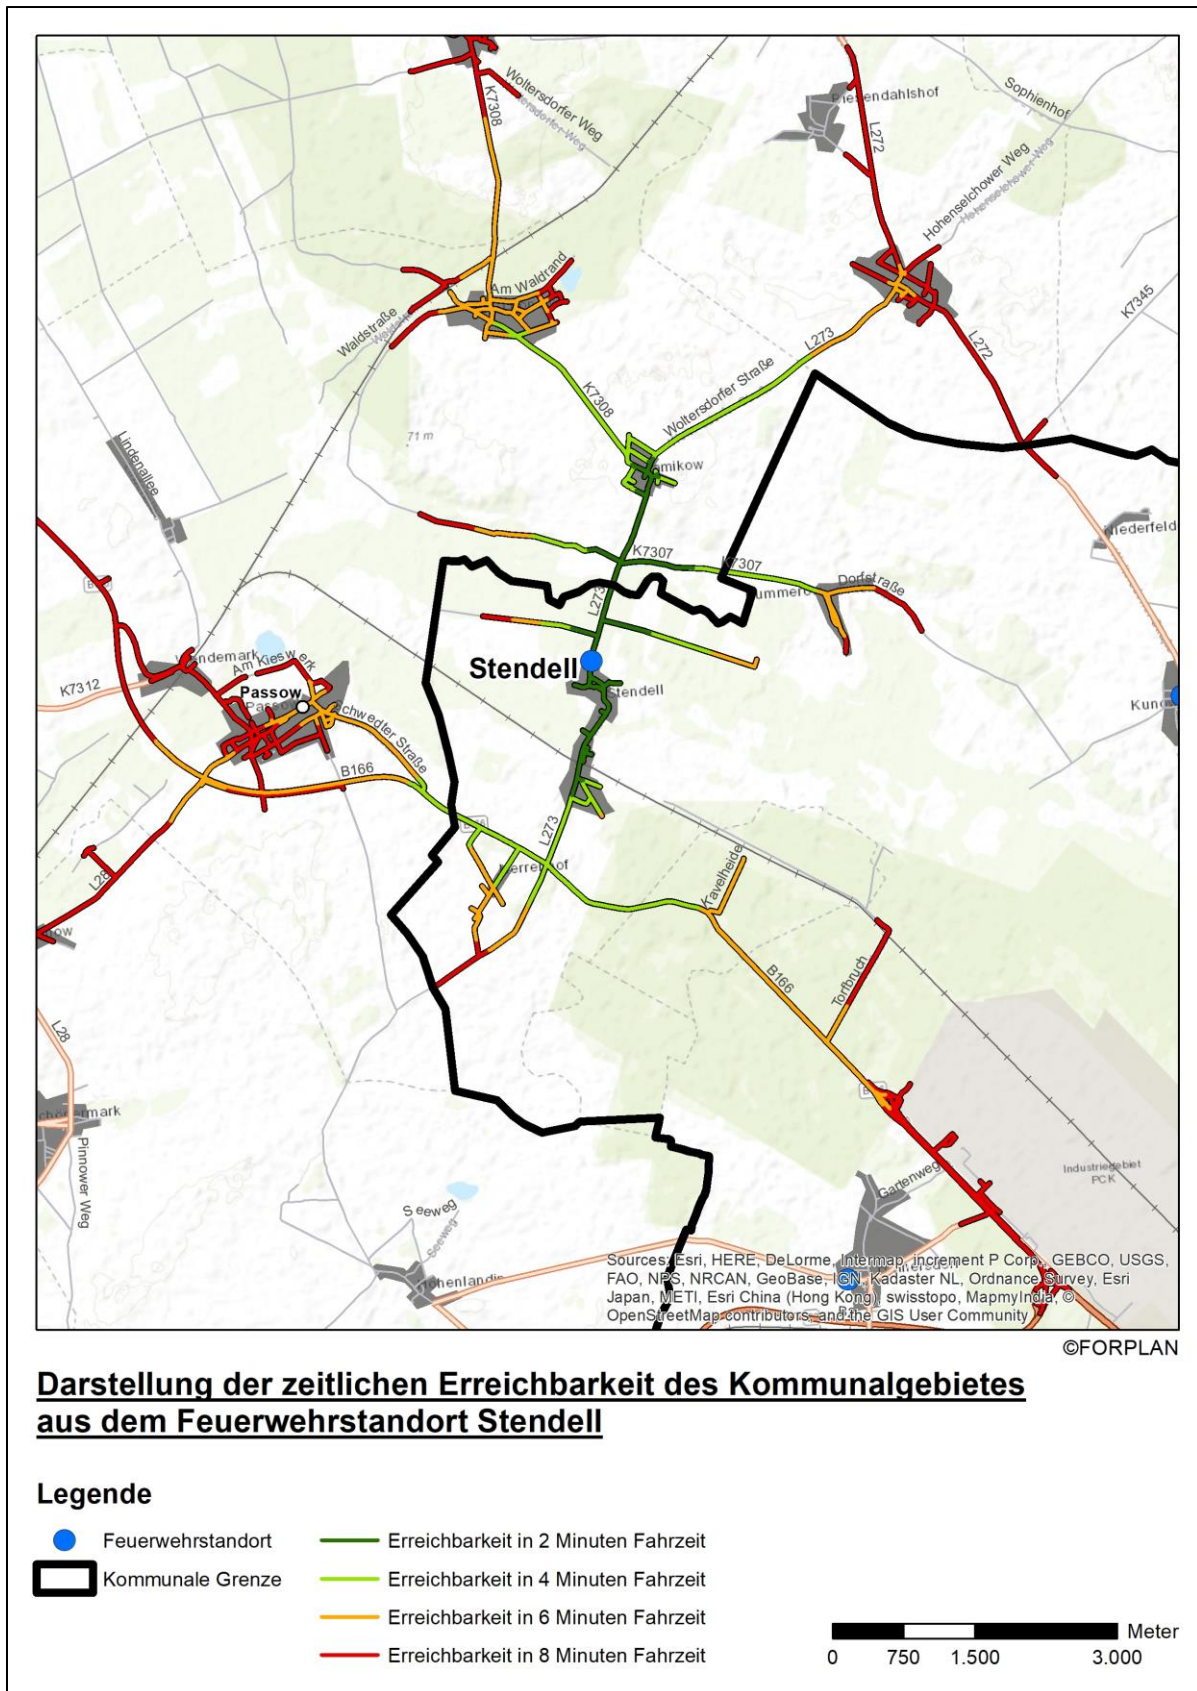 Woltersdorfer Weg
K7308
L272
Sophienhof
Hohenselchower Weg
Hohenselchower Weg
K7345
Am Waldrand
Waldstraße
L273
L272
K7308
Woltersdorfer Straße
71 m
Lindenallee
K7307
K7307
Dorfstraße
L273
Stendell
Stendell
K7312
Am Kieswerk
Passow
Schwedter Straße
B166
L273
Kunow
Kavelheide
L28
B166
Torfbruch
L28
Pinnower Weg
Gartenweg
Industriegebiet
PCK
Seeweg
Seeweg
Sources: Esri, HERE, DeLorme, Intermap, increment P Corp., GEBCO, USGS,
FAO, NPS, NRCAN, GeoBase, IGN, Kadaster NL, Ordnance Survey, Esri
Japan, METI, Esri China (Hong Kong), swisstopo, MapmyIndia, ©
OpenStreetMap contributors, and the GIS User Community
©FORPLAN
Darstellung der zeitlichen Erreichbarkeit des Kommunalgebietes
aus dem Feuerwehrstandort Stendell
Legende
Feuerwehrstandort
Kommunale Grenze
Erreichbarkeit in 2 Minuten Fahrzeit
Erreichbarkeit in 4 Minuten Fahrzeit
Erreichbarkeit in 6 Minuten Fahrzeit
Erreichbarkeit in 8 Minuten Fahrzeit
Meter
0 750 1.500 3.000